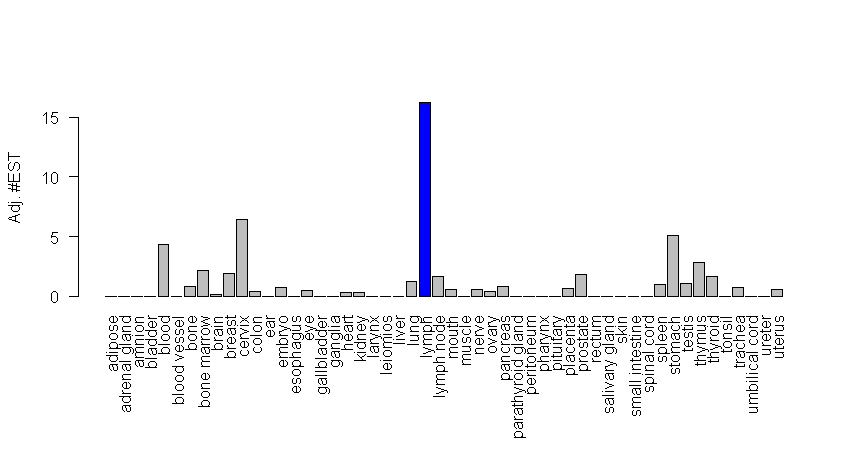 Adj. #EST
15
10
5
0
adipose
adrenal gland
amnion
bladder
blood
blood vessel
bone
bone marrow
brain
breast
cervix
colon
ear
embryo
esophagus
eye
gallbladder
ganglia
heart
kidney
larynx
leiomios
liver
lung
lymph
lymph node
mouth
muscle
nerve
ovary
pancreas
parathyroid gland
peritoneum
pharynx
pituitary
placenta
prostate
rectum
salivary gland
skin
small intestine
spinal cord
spleen
stomach
testis
thymus
thyroid
tonsil
trachea
umbilical cord
ureter
uterus